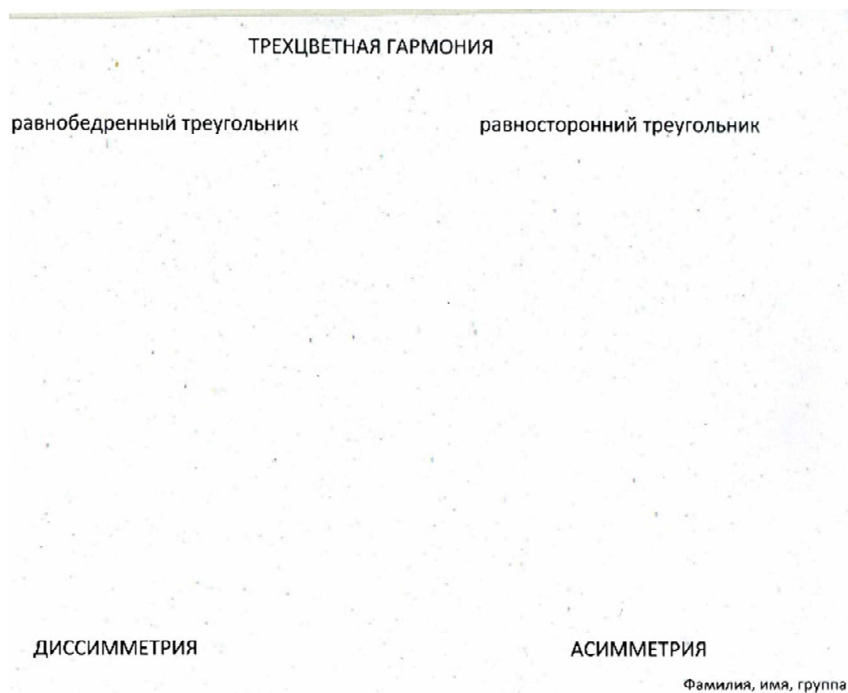 ТРЕХЦВЕТНАЯ ГАРМОНИЯ
равнобедренный треугольник
равносторонний треугольник
ДИССИММЕТРИЯ
АСИММЕТРИЯ
Фамилия, имя, группа